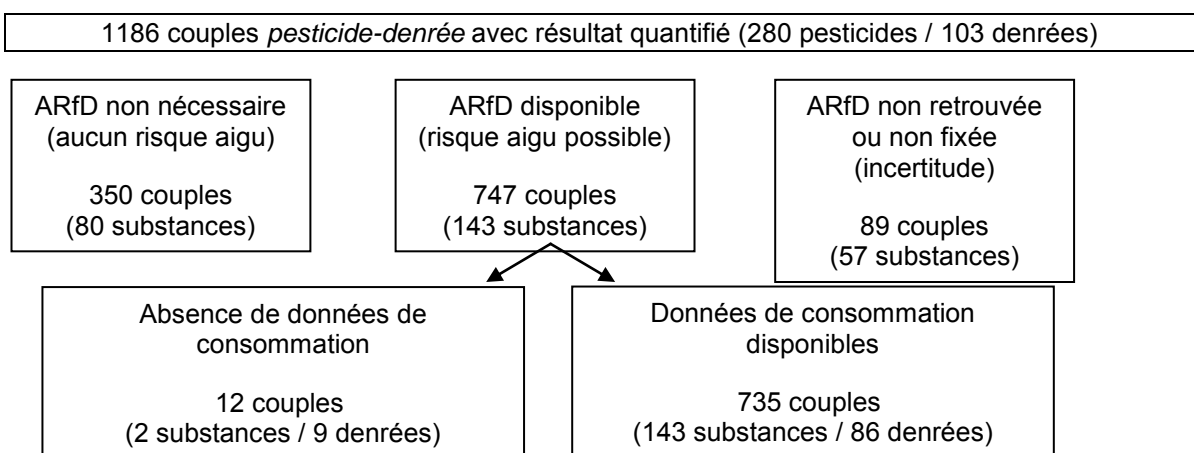 1186 couples pesticide-denrée avec résultat quantifié (280 pesticides / 103 denrées)
ARfD non nécessaire
(aucun risque aigu)
350 couples
(80 substances)
ARfD disponible
(risque aigu possible)
747 couples
(143 substances)
ARfD non retrouvée
ou non fixée
(incertitude)
89 couples
(57 substances)
Absence de données de
consommation
12 couples
(2 substances / 9 denrées)
Données de consommation
disponibles
735 couples
(143 substances / 86 denrées)